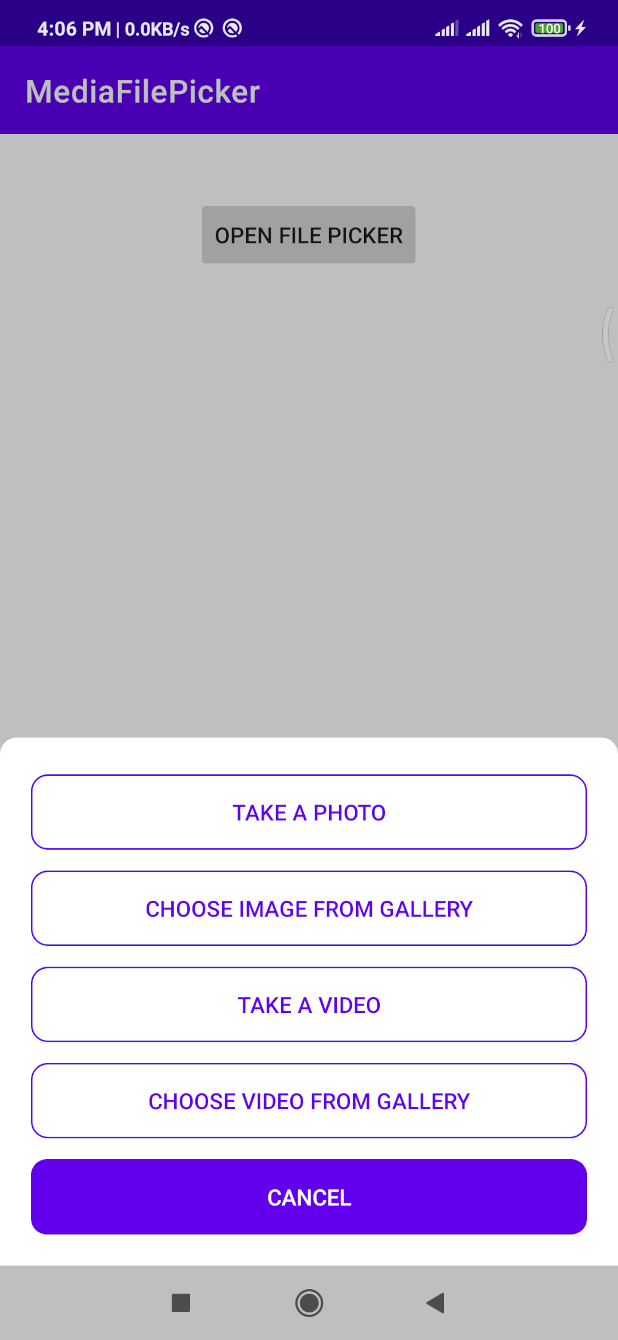 4:06 PM | 0.0KB/s
100
MediaFilePicker
OPEN FILE PICKER
TAKE A PHOTO
CHOOSE IMAGE FROM GALLERY
TAKE A VIDEO
CHOOSE VIDEO FROM GALLERY
CANCEL